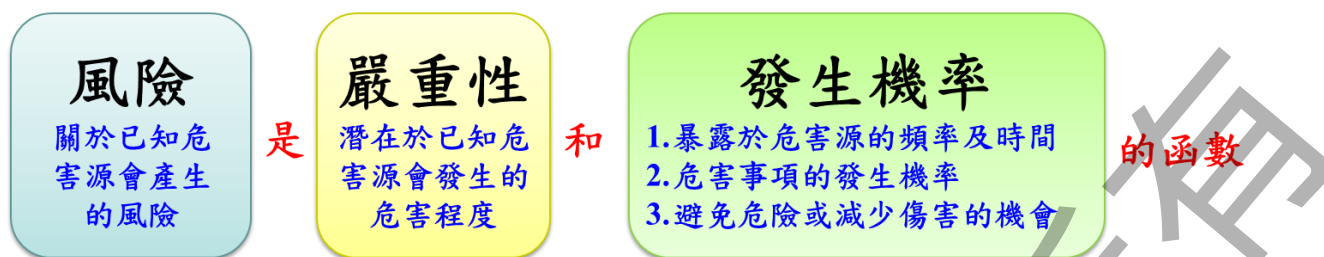 風險
關於已知危
害源會產生
的風險
是
嚴重性
潛在於已知危
害源會發生的
危害程度
和
發生機率
1.暴露於危害源的頻率及時間
2.危害事項的發生機率
3.避免危險或減少傷害的機會
的函數
有